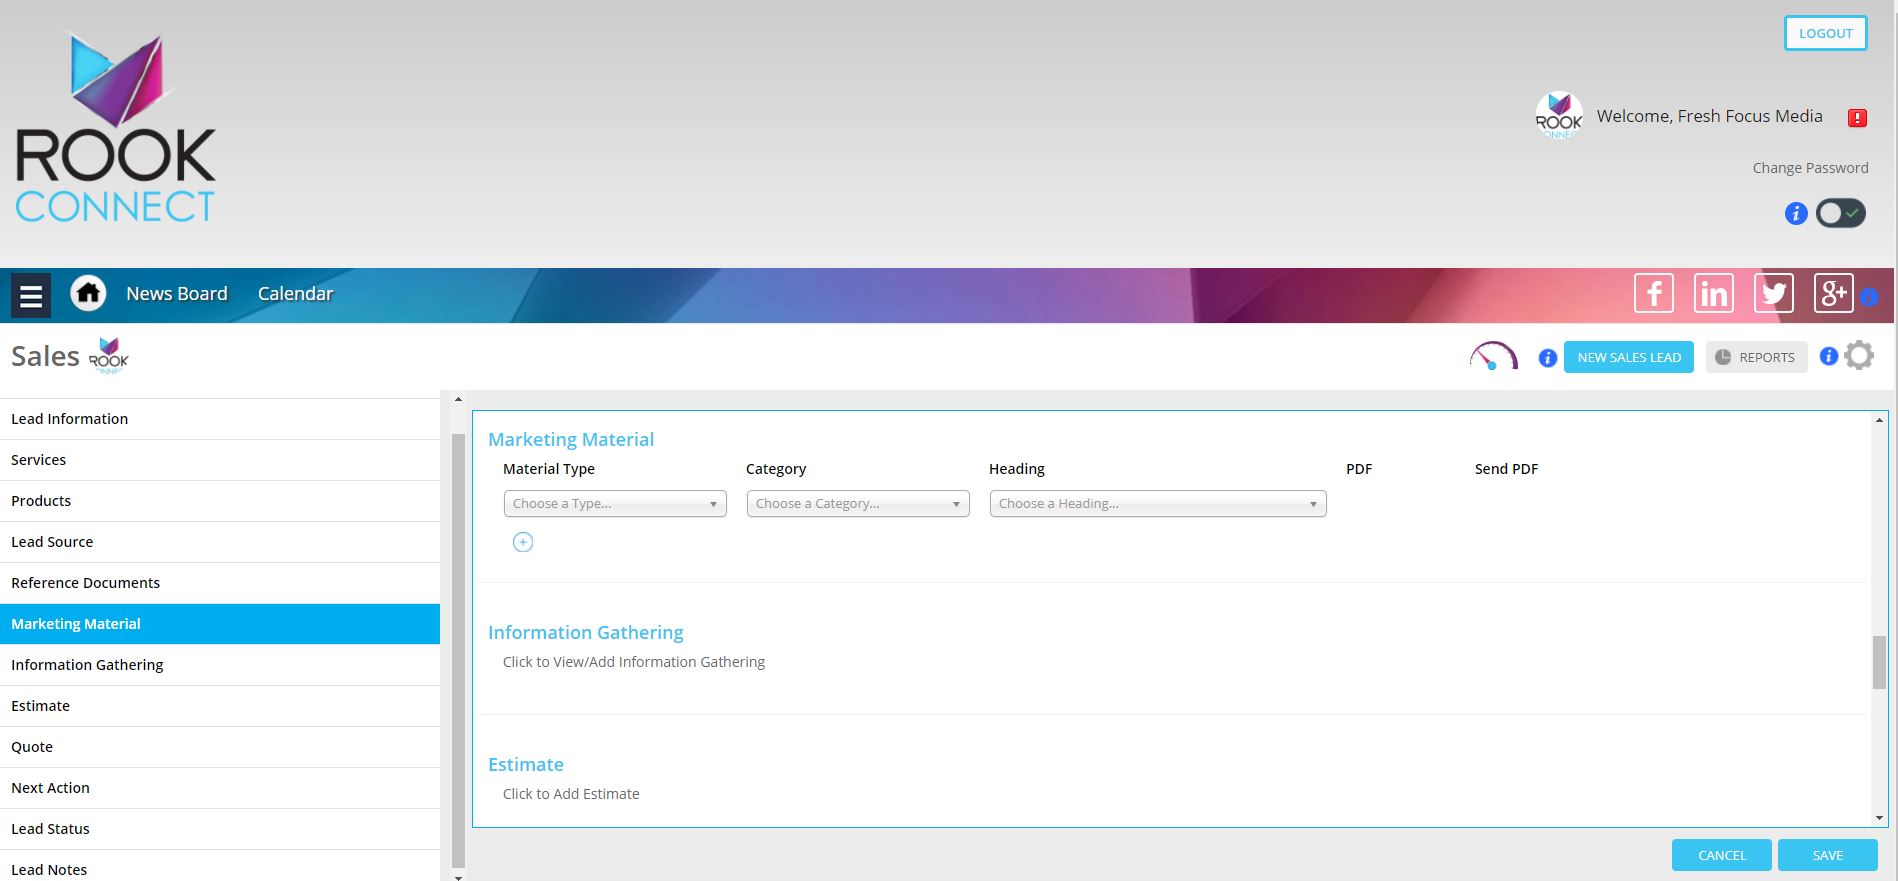 ROOK
CONNECT
LOGOUT
ROOK
CONNECT
Welcome, Fresh Focus Media
Change Password
News Board
Calendar
Sales
ROOK
CONNECT
NEW SALES LEAD
REPORTS
Lead Information
Services
Products
Lead Source
Reference Documents
Marketing Material
Information Gathering
Estimate
Quote
Next Action
Lead Status
Lead Notes
Marketing Material
Material Type Category Heading PDF Send PDF
Choose a Type... Choose a Category... Choose a Heading...
Information Gathering
Click to View/Add Information Gathering
Estimate
Click to Add Estimate
CANCEL SAVE